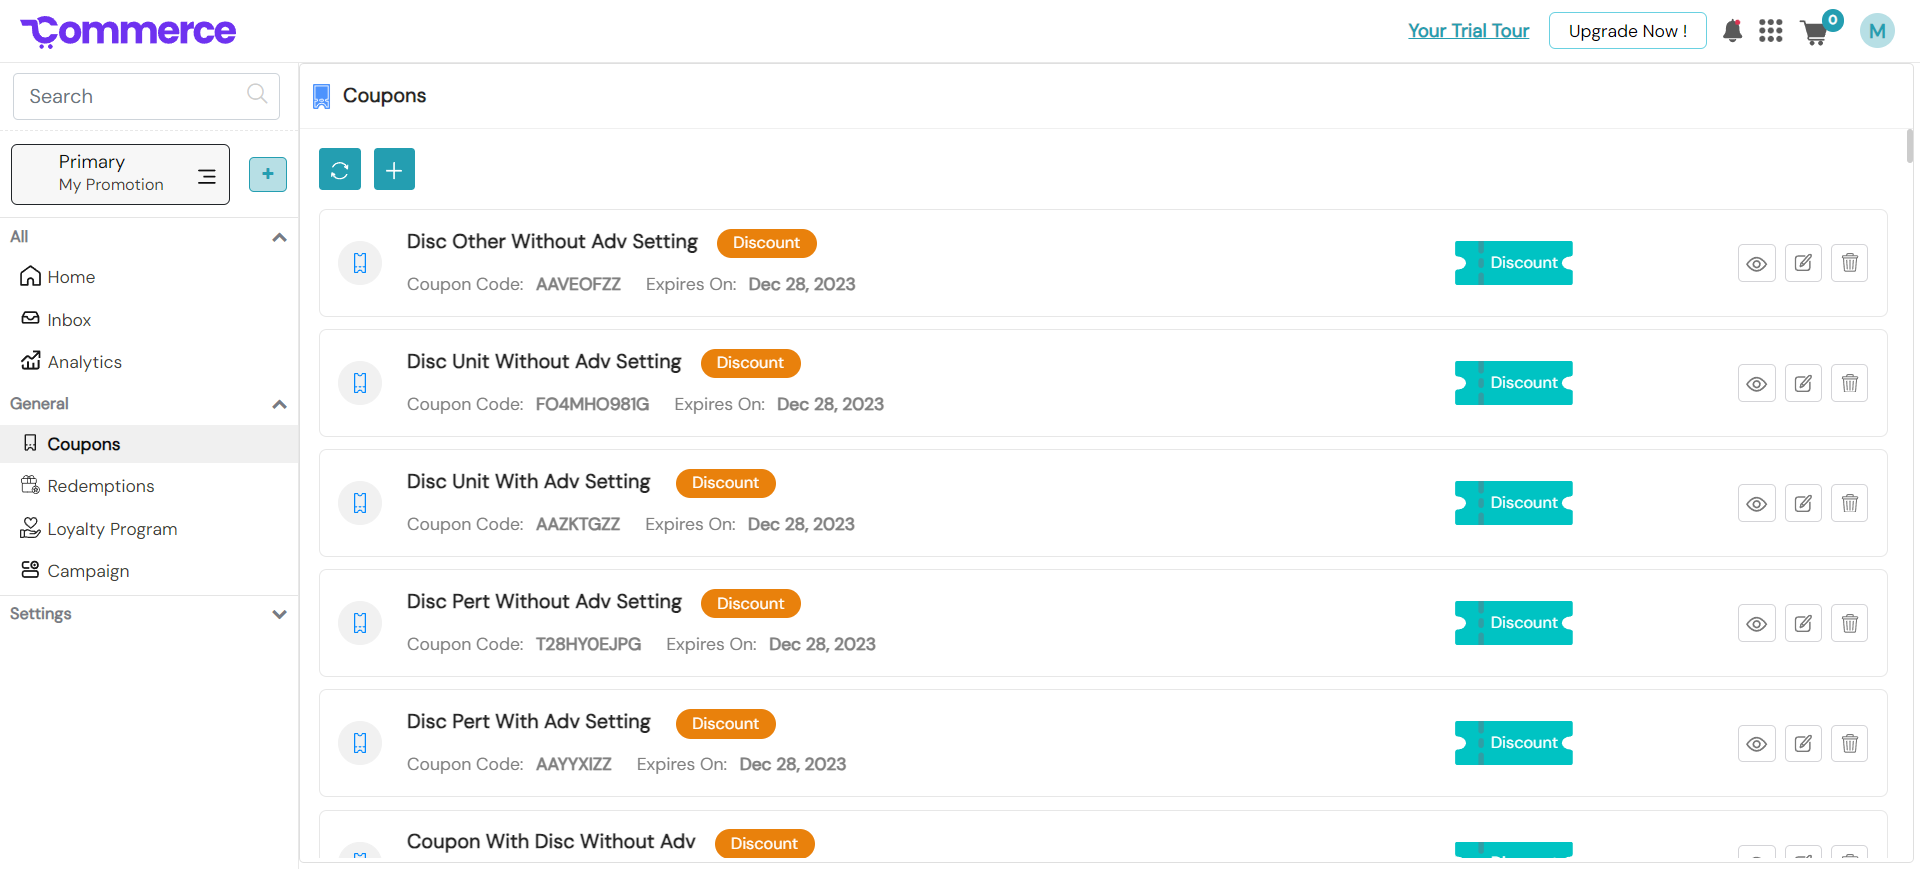 Commerce
Your Trial Tour
Upgrade Now !
0
M
Search
Primary
My Promotion
+
All
Home
Inbox
Analytics
General
Coupons
Redemptions
Loyalty Program
Campaign
Settings
Coupons
Disc Other Without Adv Setting Discount
Coupon Code: AAVEOFZZ Expires On: Dec 28, 2023
Discount
Disc Unit Without Adv Setting Discount
Coupon Code: FO4MHO981G Expires On: Dec 28, 2023
Discount
Disc Unit With Adv Setting Discount
Coupon Code: AAZKTGZZ Expires On: Dec 28, 2023
Discount
Disc Pert Without Adv Setting Discount
Coupon Code: T28HY0EJPG Expires On: Dec 28, 2023
Discount
Disc Pert With Adv Setting Discount
Coupon Code: AAYYXIZZ Expires On: Dec 28, 2023
Discount
Coupon With Disc Without Adv Discount